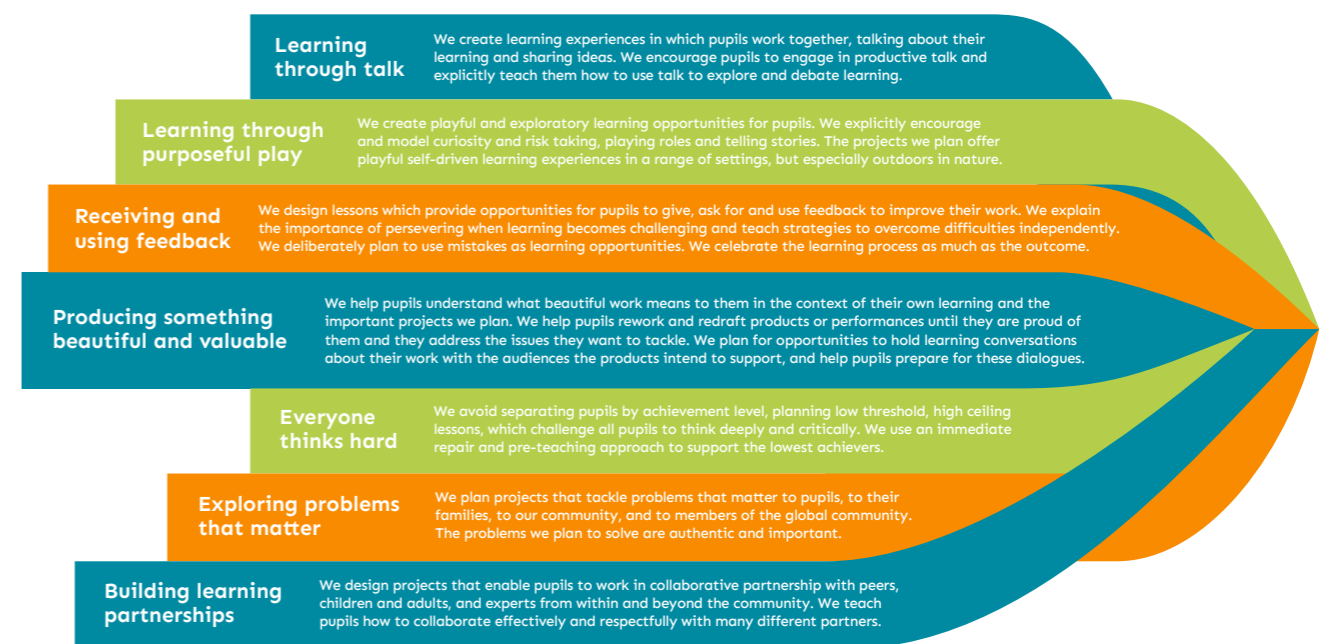 Learning
through talk
We create learning experiences in which pupils work together, talking about their
learning and sharing ideas. We encourage pupils to engage in productive talk and
explicitly teach them how to use talk to explore and debate learning.
Learning through
purposeful play
We create playful and exploratory learning opportunities for pupils. We explicitly encourage
and model curiosity and risk taking, playing roles and telling stories. The projects we plan offer
playful self-driven learning experiences in a range of settings, but especially outdoors in nature.
Receiving and
using feedback
We design lessons which provide opportunities for pupils to give, ask for and use feedback to improve their work. We explain
the importance of persevering when learning becomes challenging and teach strategies to overcome difficulties independently.
We deliberately plan to use mistakes as learning opportunities. We celebrate the learning process as much as the outcome.
Producing something
beautiful and valuable
We help pupils understand what beautiful work means to them in the context of their own learning and the
important projects we plan. We help pupils rework and redraft products or performances until they are proud of
them and they address the issues they want to tackle. We plan for opportunities to hold learning conversations
about their work with the audiences the products intend to support, and help pupils prepare for these dialogues.
Everyone
thinks hard
We avoid separating pupils by achievement level, planning low threshold, high ceiling
lessons, which challenge all pupils to think deeply and critically. We use an immediate
repair and pre-teaching approach to support the lowest achievers.
Exploring problems
that matter
We plan projects that tackle problems that matter to pupils, to their
families, to our community, and to members of the global community.
The problems we plan to solve are authentic and important.
Building learning
partnerships
We design projects that enable pupils to work in collaborative partnership with peers,
children and adults, and experts from within and beyond the community. We teach
pupils how to collaborate effectively and respectfully with many different partners.